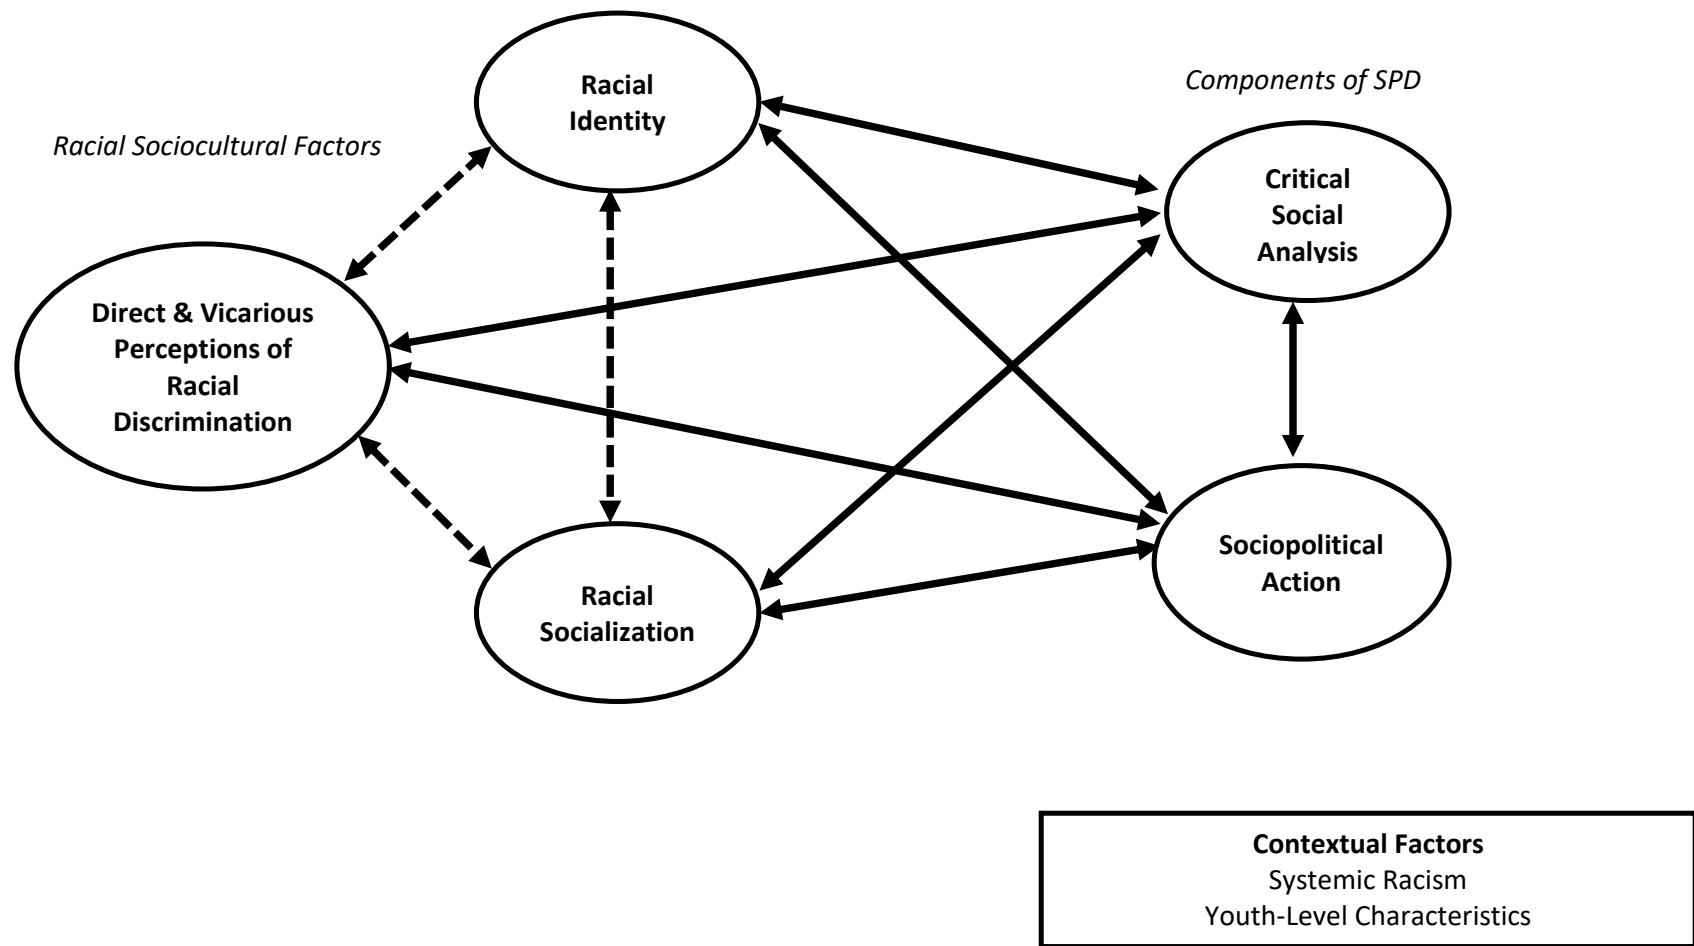 Racial
Identity
Components of SPD
Racial Sociocultural Factors
Critical
Social
Analysis
Direct & Vicarious
Perceptions of
Racial
Discrimination
Sociopolitical
Action
Racial
Socialization
Contextual Factors
Systemic Racism
Youth-Level Characteristics